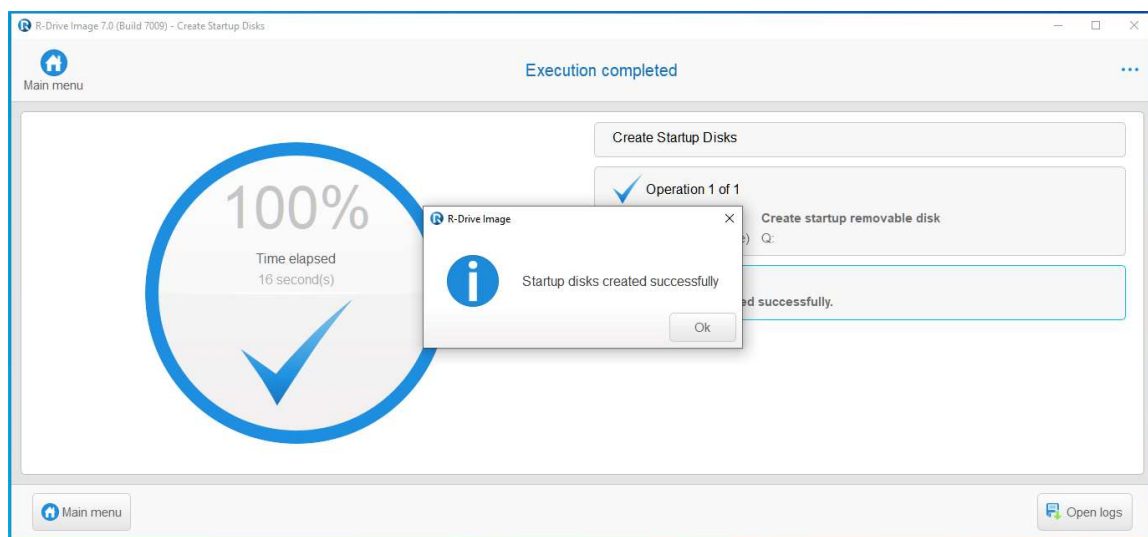 R-Drive Image 7.0 (Build 7009) - Create Startup Disks
Main menu
Execution completed
Create Startup Disks
Operation 1 of 1
100%
R-Drive Image
Create startup removable disk
Q:
Time elapsed
16 second(s)
Startup disks created successfully
successfully.
Ok
Main menu
Open logs